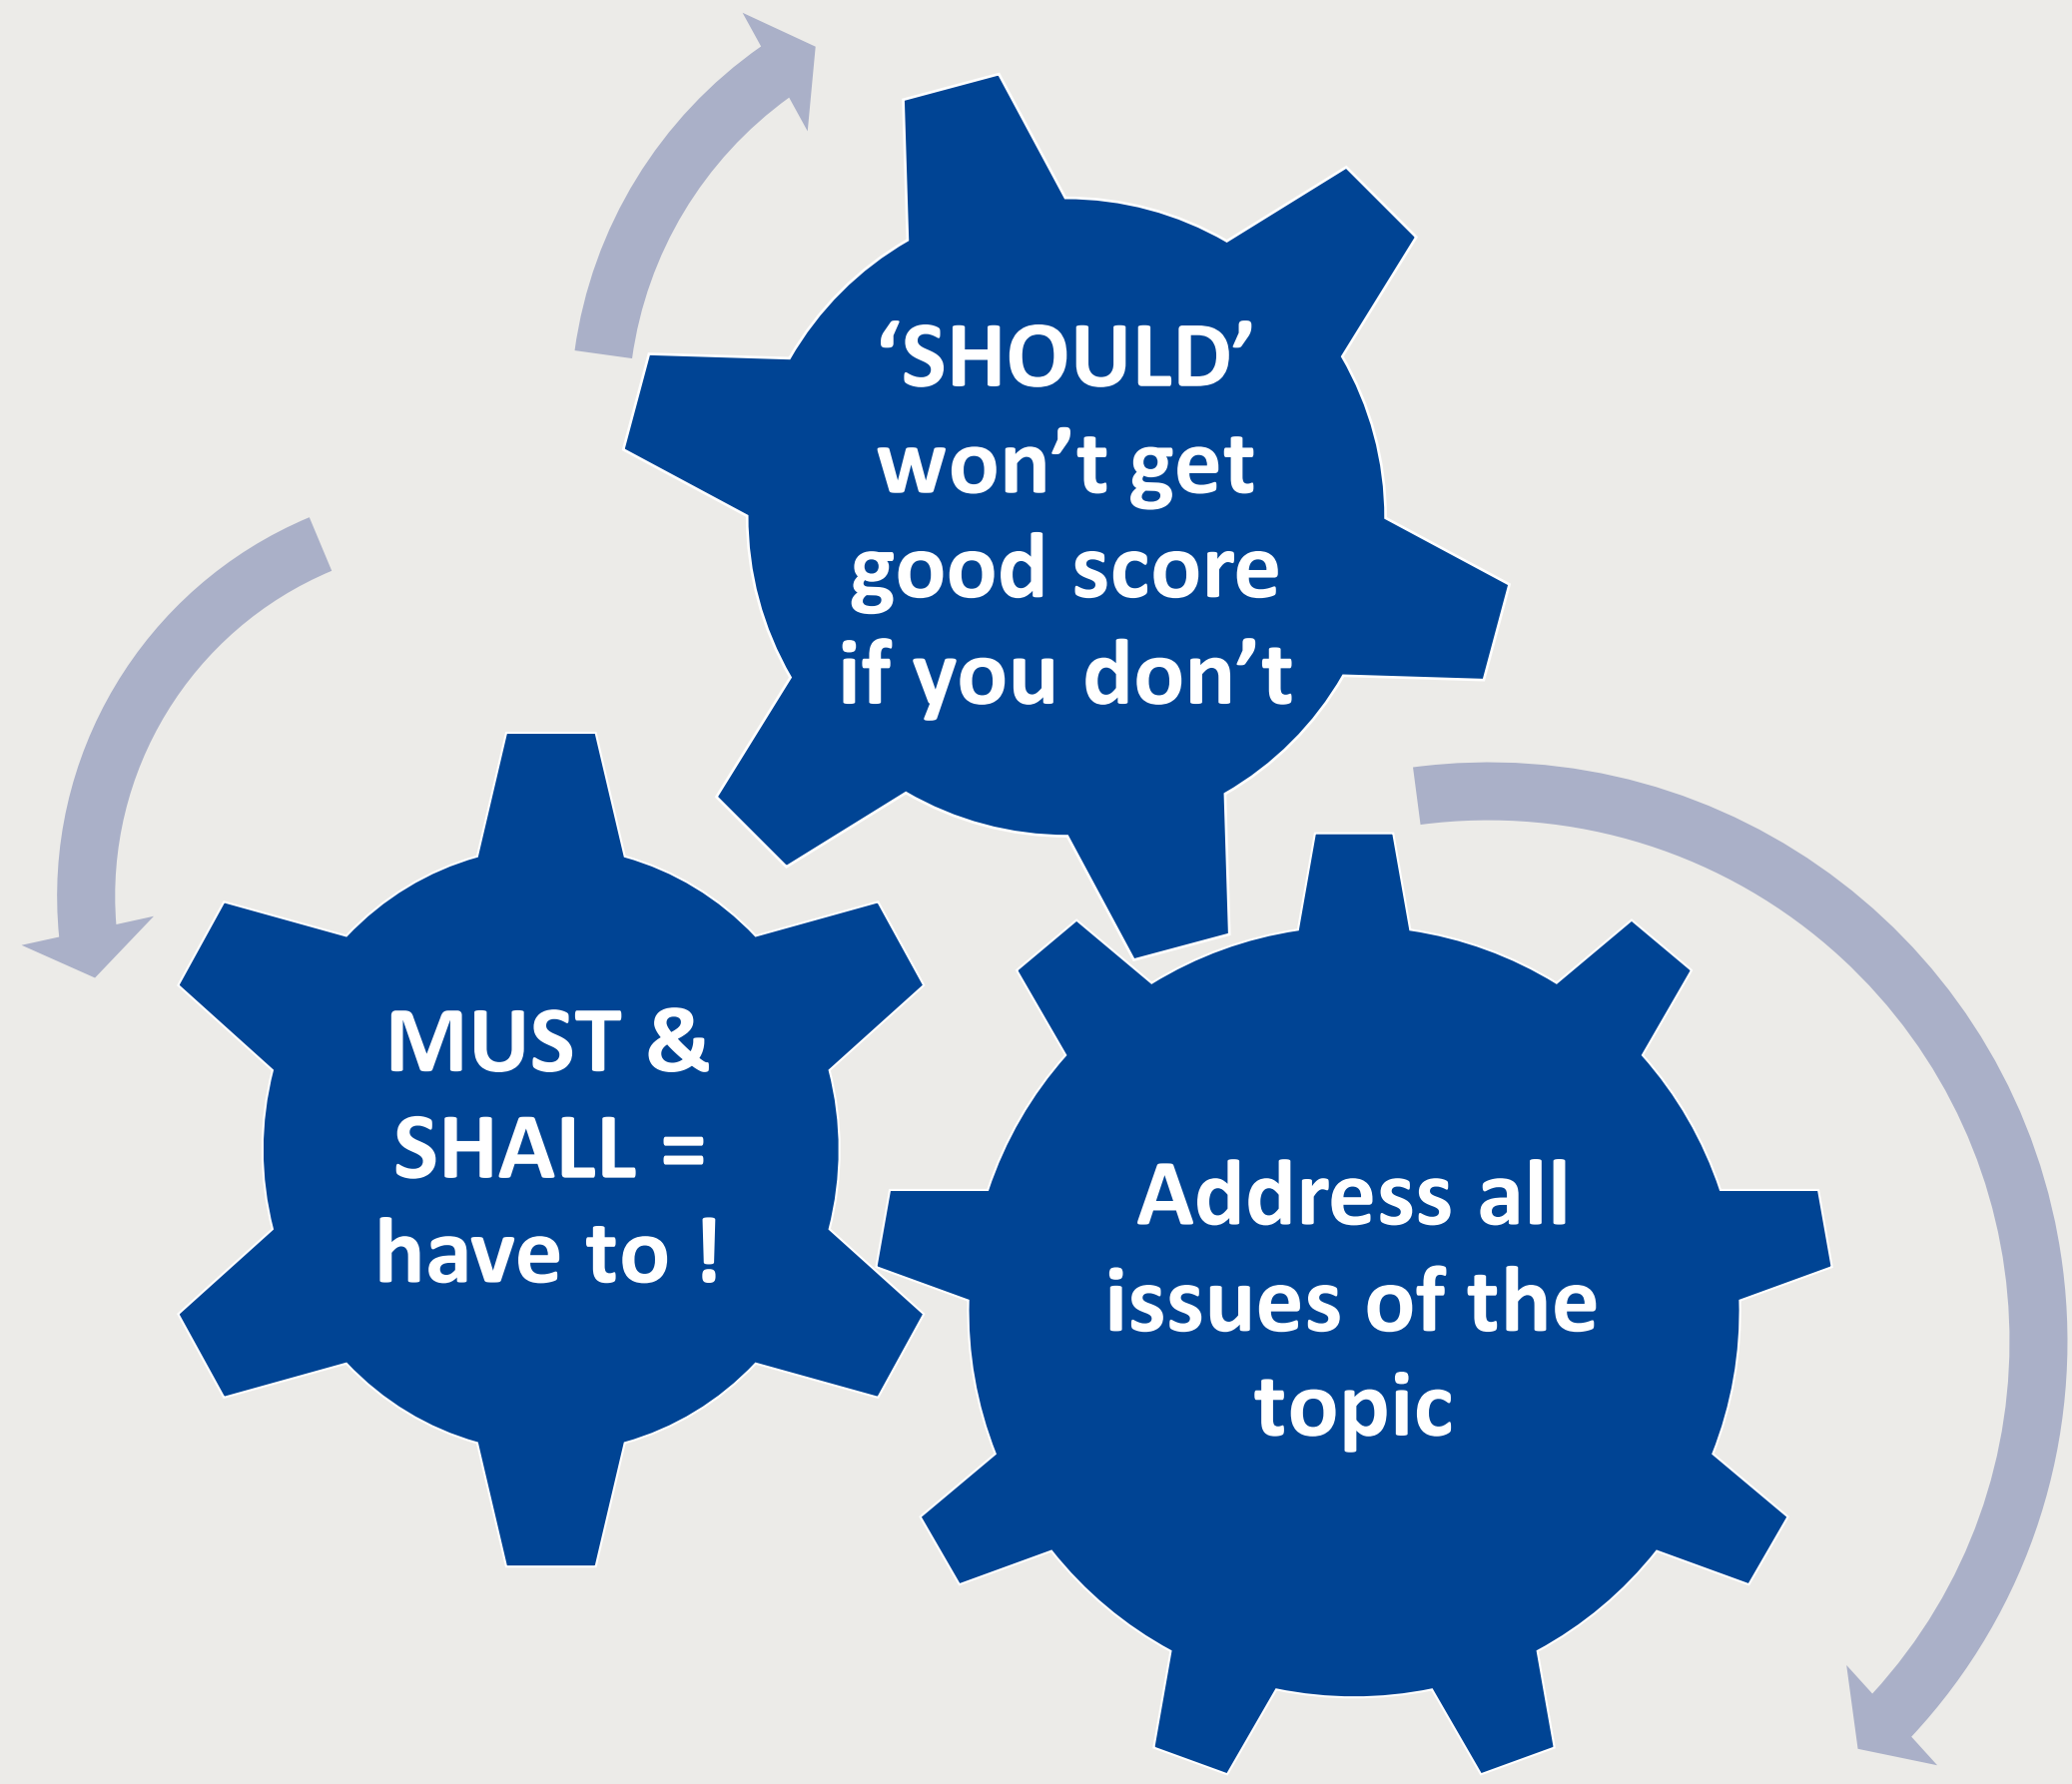 ‘SHOULD’
won’t get
good score
if you don’t
MUST &
SHALL =
have to !
Address all
issues of the
topic